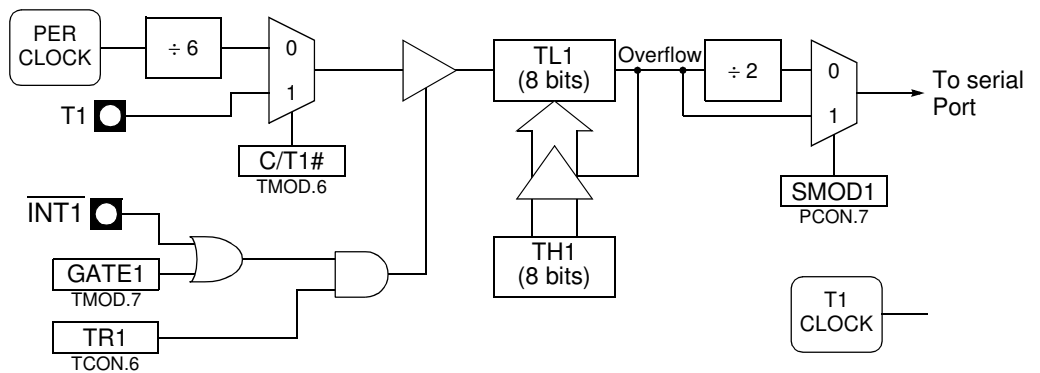 PER
CLOCK
÷ 6
0
1
T1
C/T1#
TMOD.6
INT1
GATE1
TMOD.7
TR1
TCON.6
TL1
(8 bits)
Overflow
÷ 2
0
1
To serial
Port
SMOD1
PCON.7
TH1
(8 bits)
T1
CLOCK